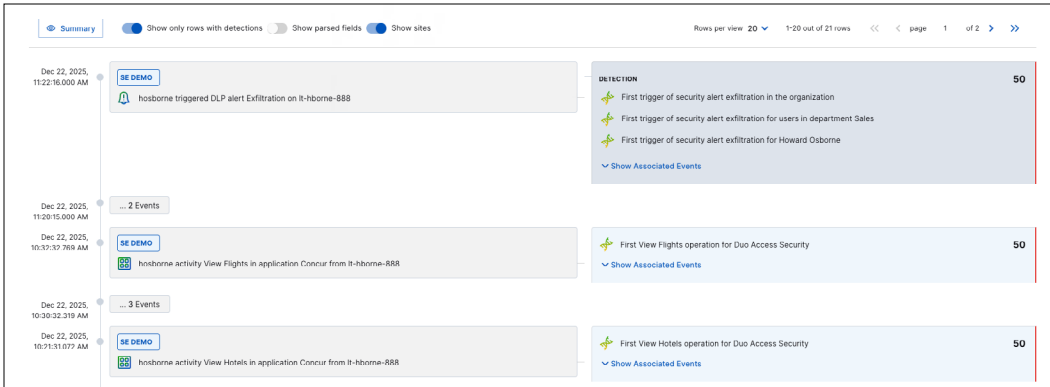 Summary
Show only rows with detections
Show parsed fields
Show sites
Rows per view 20
1-20 out of 21 rows
page 1 of 2
Dec 22, 2025,
11:22:16.000 AM
SE DEMO
hosborne triggered DLP alert Exfiltration on lt-hborne-888
DETECTION
50
First trigger of security alert exfiltration in the organization
First trigger of security alert exfiltration for users in department Sales
First trigger of security alert exfiltration for Howard Osborne
Show Associated Events
Dec 22, 2025,
11:20:15.000 AM
... 2 Events
Dec 22, 2025,
10:32:32.769 AM
SE DEMO
hosborne activity View Flights in application Concur from lt-hborne-888
First View Flights operation for Duo Access Security
50
Show Associated Events
Dec 22, 2025,
10:30:32.319 AM
... 3 Events
Dec 22, 2025,
10:21:31.072 AM
SE DEMO
hosborne activity View Hotels in application Concur from lt-hborne-888
First View Hotels operation for Duo Access Security
50
Show Associated Events